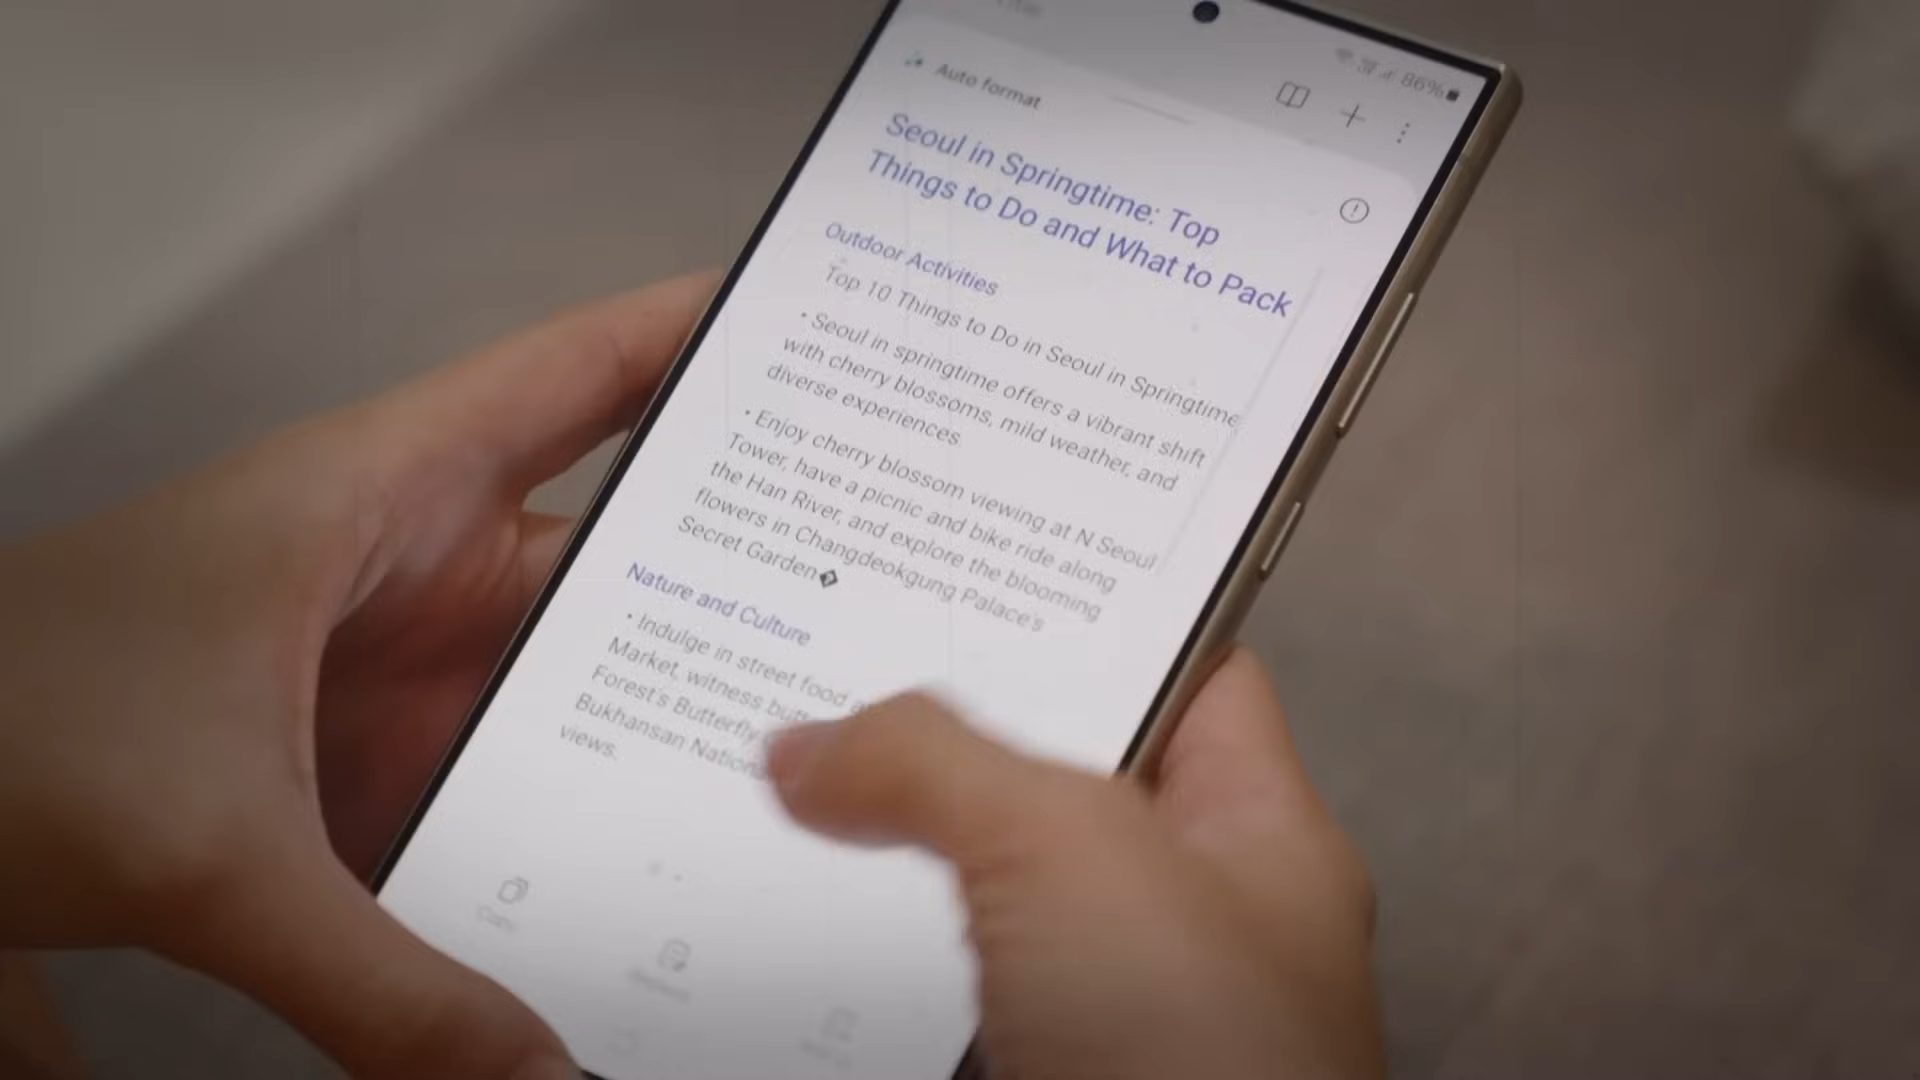 86%
Auto format
Seoul in Springtime: Top
Things to Do and What to Pack
Outdoor Activities
Top 10 Things to Do in Seoul in Springtime
• Seoul in springtime offers a vibrant shift
with cherry blossoms, mild weather, and
diverse experiences
• Enjoy cherry blossom viewing at N Seoul
Tower, have a picnic and bike ride along
the Han River, and explore the blooming
flowers in Changdeokgung Palace's
Secret Garden�
Nature and Culture
• Indulge in street food
Market, witness
Forest's Butterfly
Bukhansan
views.
Copy